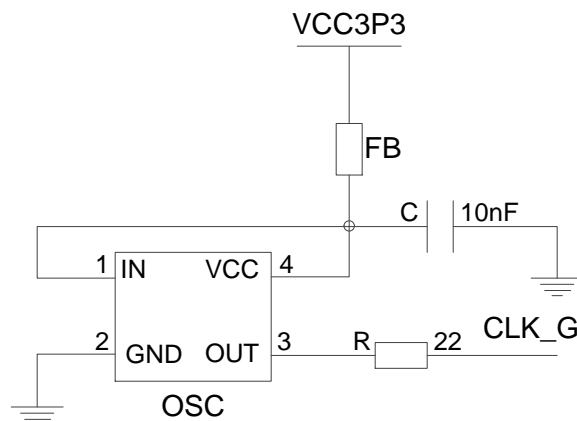 VCC3P3
FB
C 10nF
1 IN VCC 4
CLK_G
2 GND OUT 3 R 22
OSC